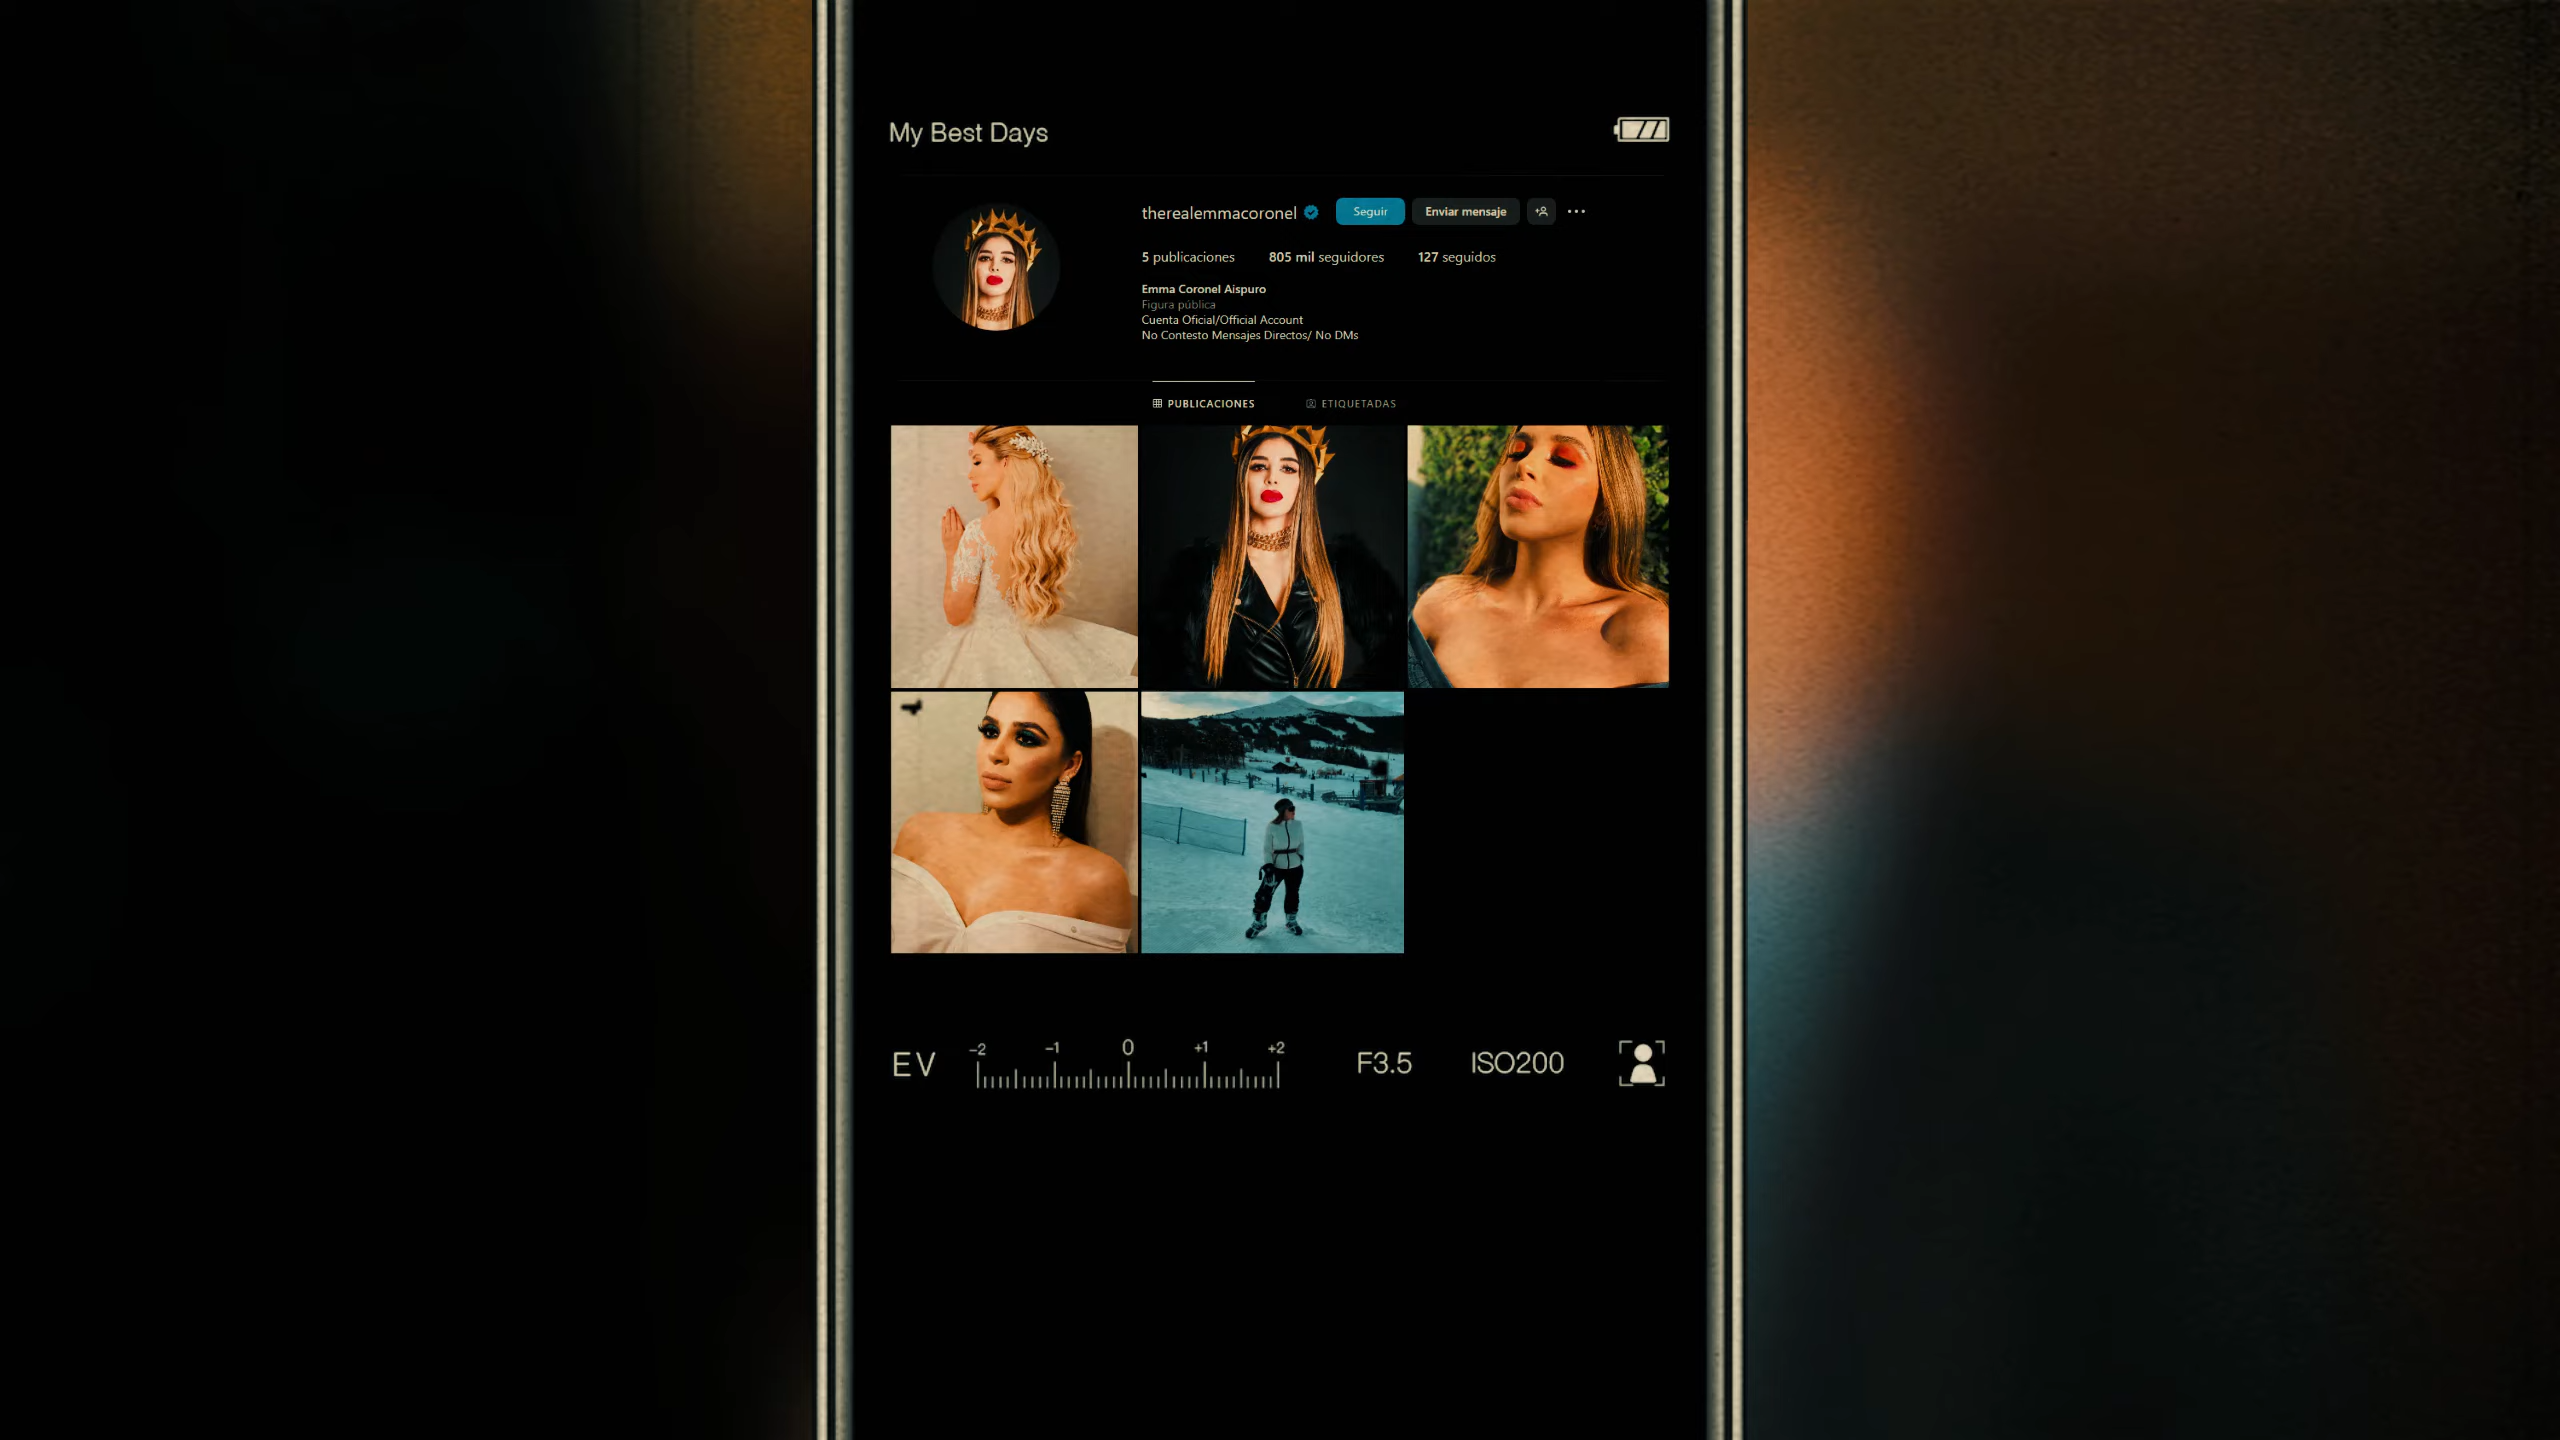 My Best Days
therealemmacoronel Seguir Enviar mensaje
5 publicaciones 805 mil seguidores 127 seguidos
Emma Coronel Aispuro
Figura pública
Cuenta Oficial/Official Account
No Contesto Mensajes Directos/ No DMs
PUBLICACIONES ETIQUETADAS
EV -2 -1 0 +1 +2 F3.5 ISO200